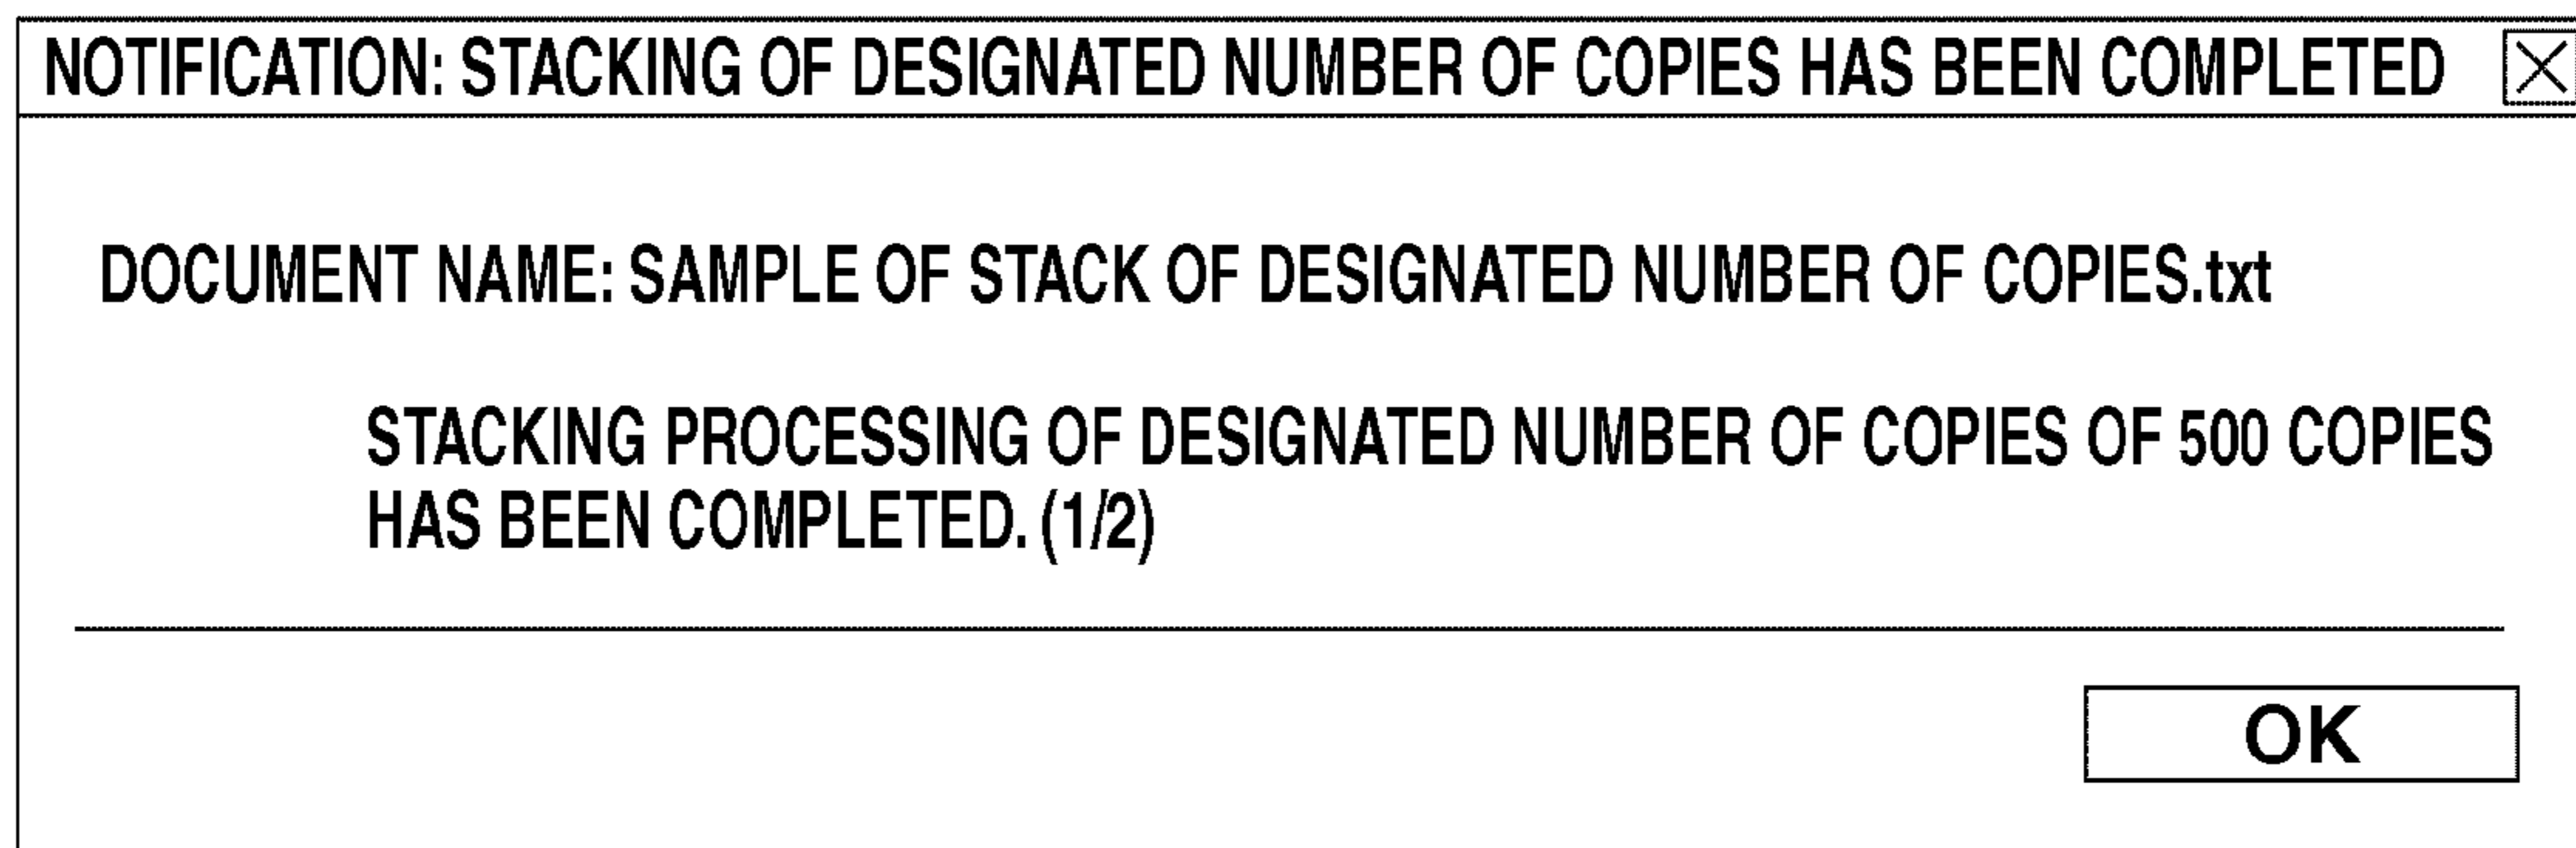 NOTIFICATION: STACKING OF DESIGNATED NUMBER OF COPIES HAS BEEN COMPLETED
DOCUMENT NAME: SAMPLE OF STACK OF DESIGNATED NUMBER OF COPIES.txt
STACKING PROCESSING OF DESIGNATED NUMBER OF COPIES OF 500 COPIES
HAS BEEN COMPLETED. (1/2)
OK